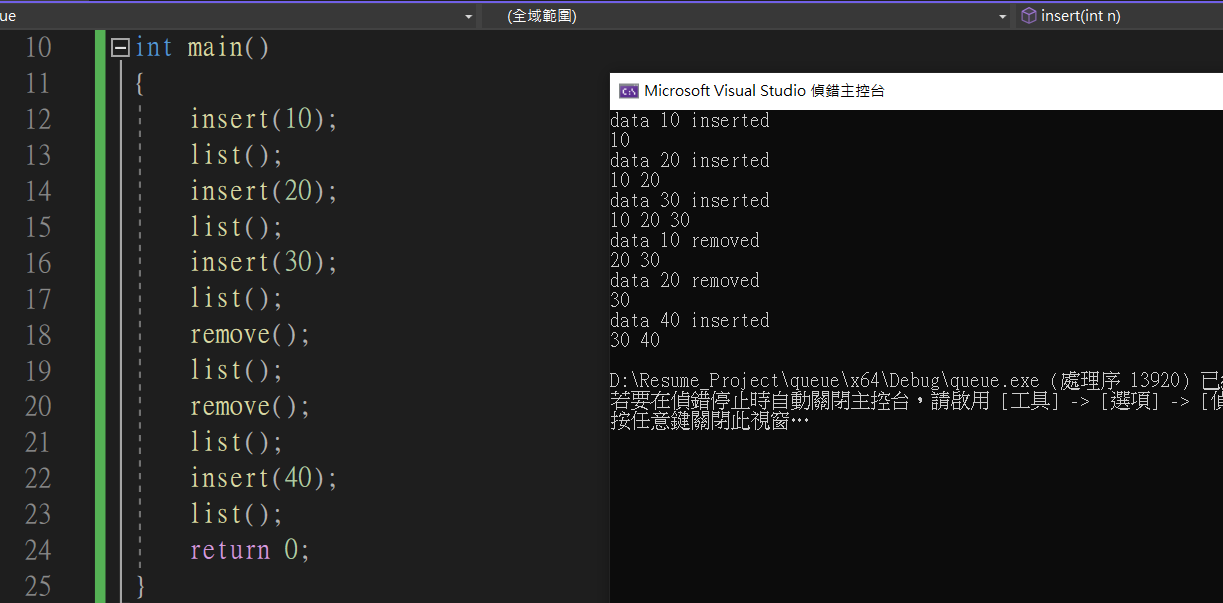 ue (全域範圍) insert(int n)
10 int main()
11 {
12 insert(10);
13 list();
14 insert(20);
15 list();
16 insert(30);
17 list();
18 remove();
19 list();
20 remove();
21 list();
22 insert(40);
23 list();
24 return 0;
25 }
Microsoft Visual Studio 偵錯主控台
data 10 inserted
10
data 20 inserted
10 20
data 30 inserted
10 20 30
data 10 removed
20 30
data 20 removed
30
data 40 inserted
30 40
D:\Resume_Project\queue\x64\Debug\queue.exe (處理序 13920) 已
若要在偵錯停止時自動關閉主控台，請啟用 [工具] -> [選項] -> [偵
按任意鍵關閉此視窗…